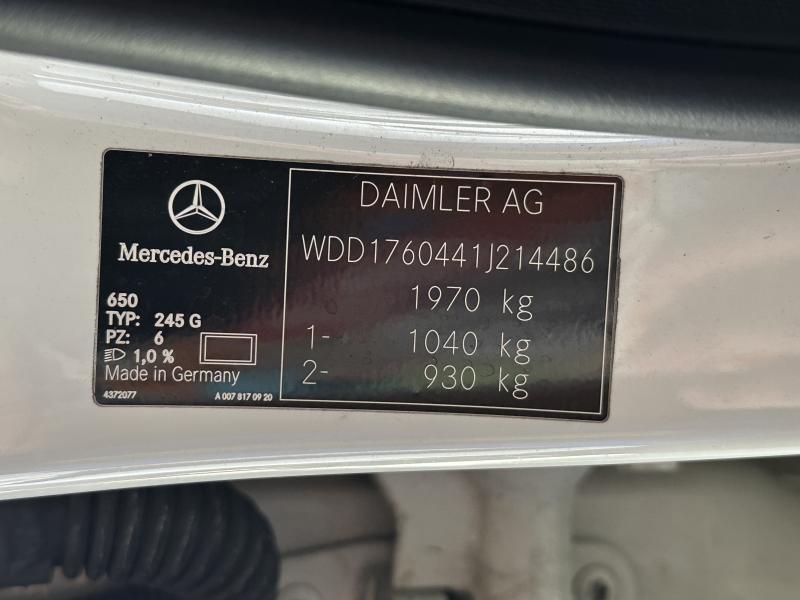 Mercedes-Benz
650
TYP: 245 G
PZ: 6
1,0 %
Made in Germany
4372077
A 007 817 09 20
DAIMLER AG
WDD1760441J214486
1970 kg
1- 1040 kg
2- 930 kg